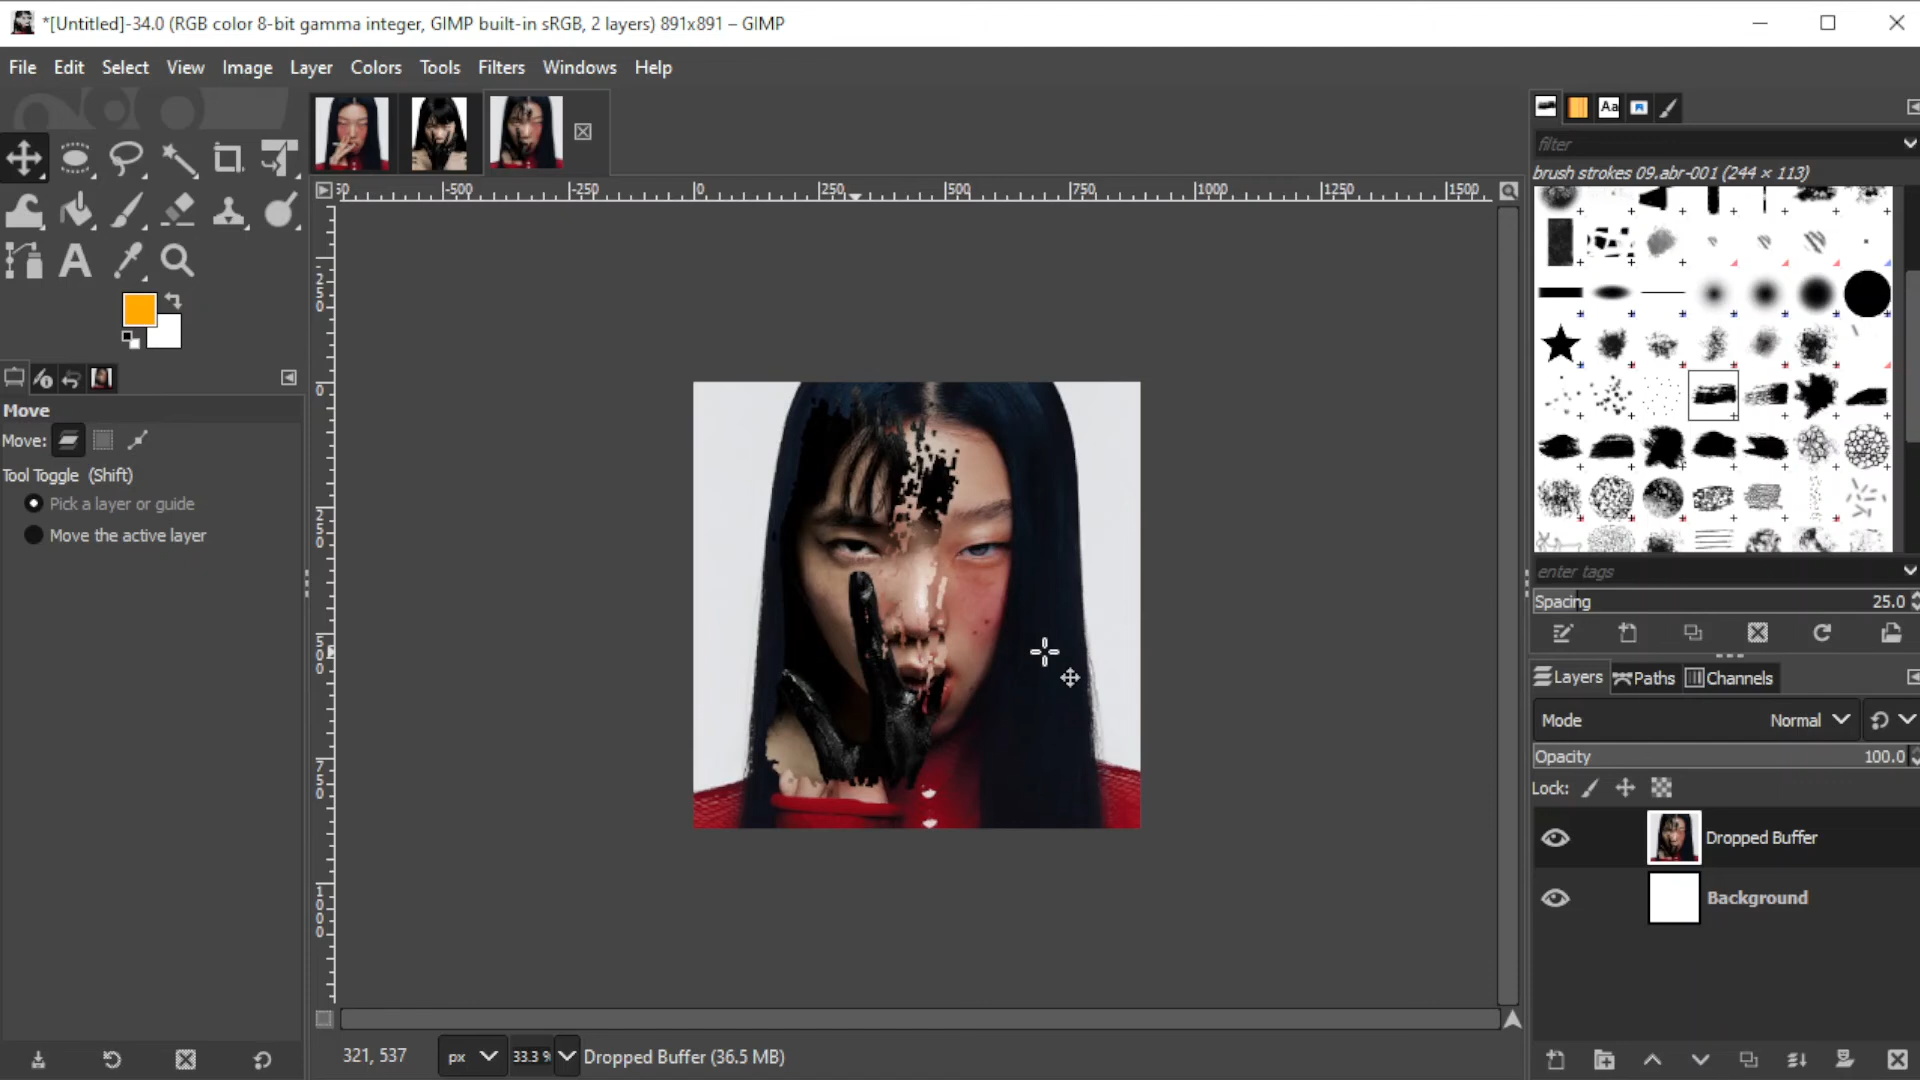 *[Untitled]-34.0 (RGB color 8-bit gamma integer, GIMP built-in sRGB, 2 layers) 891x891 – GIMP
File Edit Select View Image Layer Colors Tools Filters Windows Help
filter
brush strokes 09.abr-001 (244 × 113)
-500 -250 0 250 500 750 1000 1250 1500
Move
Move:
Tool Toggle (Shift)
Pick a layer or guide
Move the active layer
enter tags
Spacing 25.0
Layers Paths Channels
Mode Normal
Opacity 100.0
Lock:
Dropped Buffer
Background
321, 537 px 33.3 % Dropped Buffer (36.5 MB)